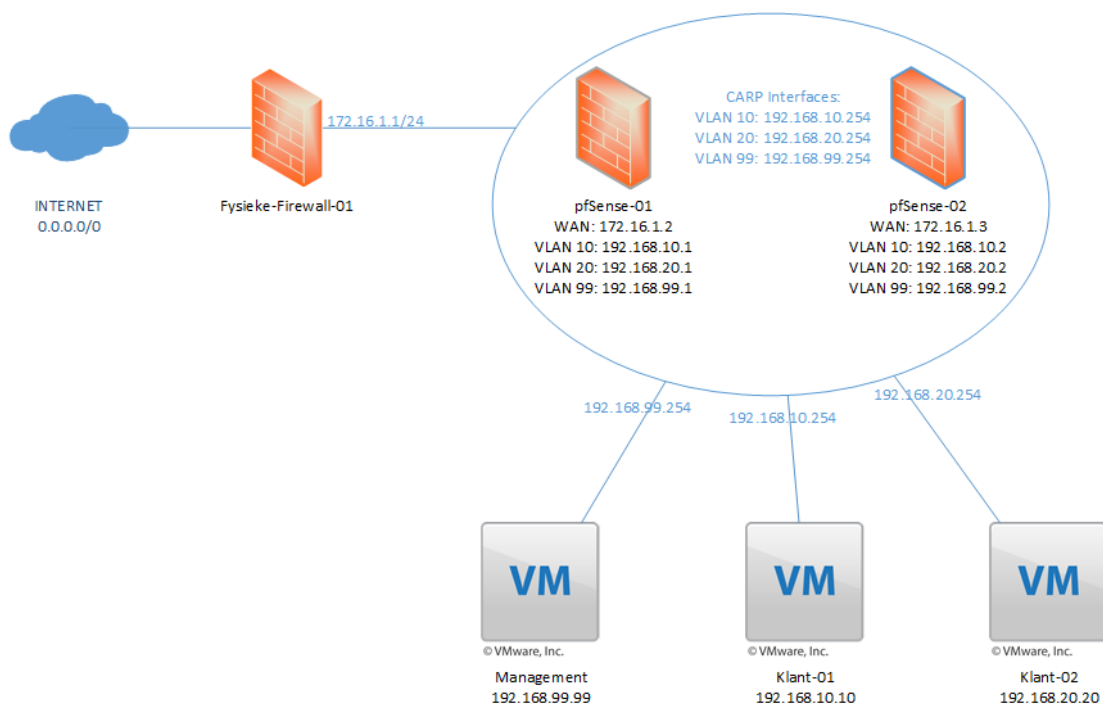 CARP Interfaces:
VLAN 10: 192.168.10.254
VLAN 20: 192.168.20.254
VLAN 99: 192.168.99.254
172.16.1.1/24
INTERNET
0.0.0.0/0
Fysieke-Firewall-01
pfSense-01
WAN: 172.16.1.2
VLAN 10: 192.168.10.1
VLAN 20: 192.168.20.1
VLAN 99: 192.168.99.1
pfSense-02
WAN: 172.16.1.3
VLAN 10: 192.168.10.2
VLAN 20: 192.168.20.2
VLAN 99: 192.168.99.2
192.168.99.254
192.168.10.254
192.168.20.254
VM
© VMware, Inc.
Management
192.168.99.99
VM
© VMware, Inc.
Klant-01
192.168.10.10
VM
© VMware, Inc.
Klant-02
192.168.20.20